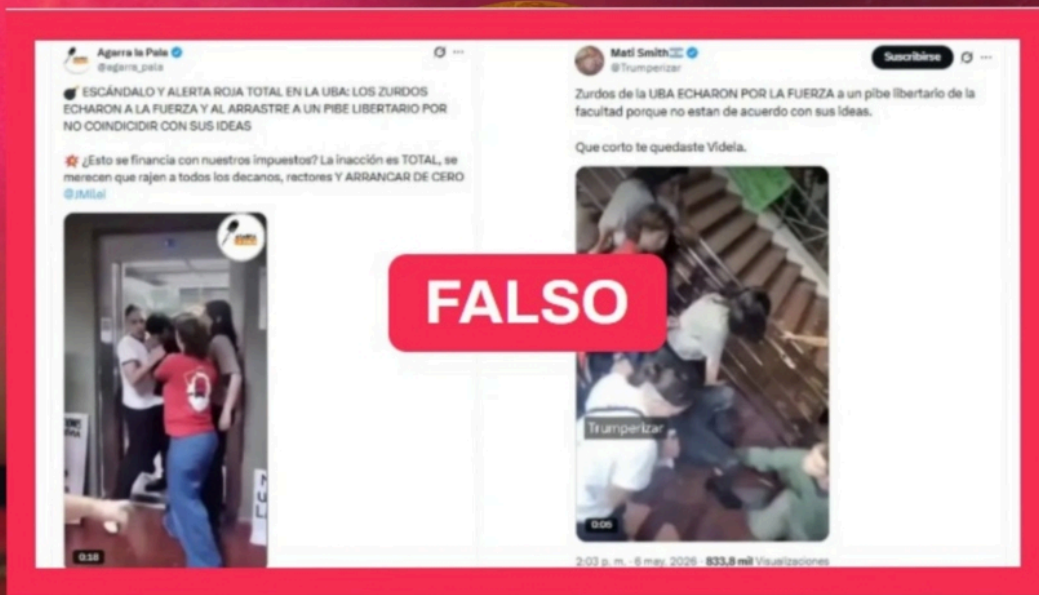 Agarra la Pala
@agarra_pala
ESCÁNDALO Y ALERTA ROJA TOTAL EN LA UBA: LOS ZURDOS
ECHARON A LA FUERZA Y AL ARRASTRE A UN PIBE LIBERTARIO POR
NO COINDICIDIR CON SUS IDEAS
¿Esto se financia con nuestros impuestos? La inacción es TOTAL, se
merecen que rajen a todos los decanos, rectores Y ARRANCAR DE CERO
@JMilei
0:18
FALSO
Mati Smith
@Trumperizar
Suscribirse
Zurdos de la UBA ECHARON POR LA FUERZA a un pibe libertario de la
facultad porque no estan de acuerdo con sus ideas.
Que corto te quedaste Videla.
Trumperizar
0:05
2:03 p. m. · 6 may. 2026 · 833,8 mil Visualizaciones